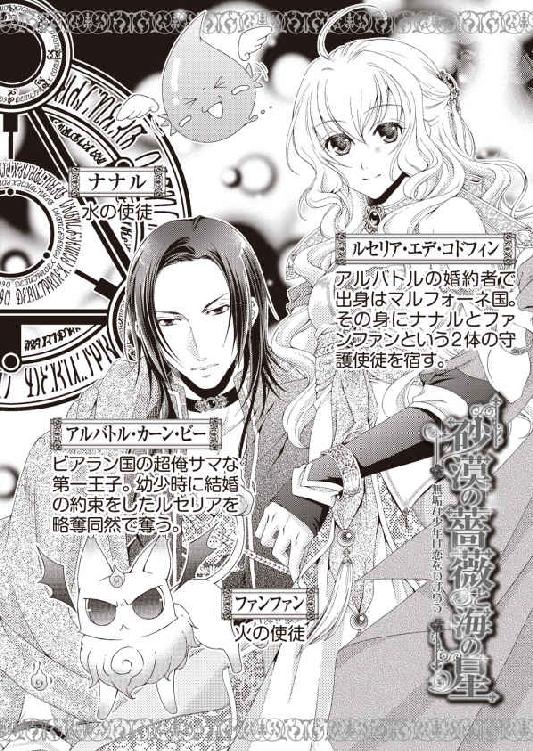 ナナル
水の使徒
ルセリア・エデ・コドフィン
アルバトルの婚約者で
出身はマルフォーネ国。
その身にナナルとファ
ンファンという2体の守
護使徒を宿す。
アルバトル・カーン・ビー
ビアラン国の超俺サマな
第一王子。幼少時に結婚
の約束をしたルセリアを
略奪同然で奪う。
ファンファン
火の使徒
砂漠の薔薇と海の星